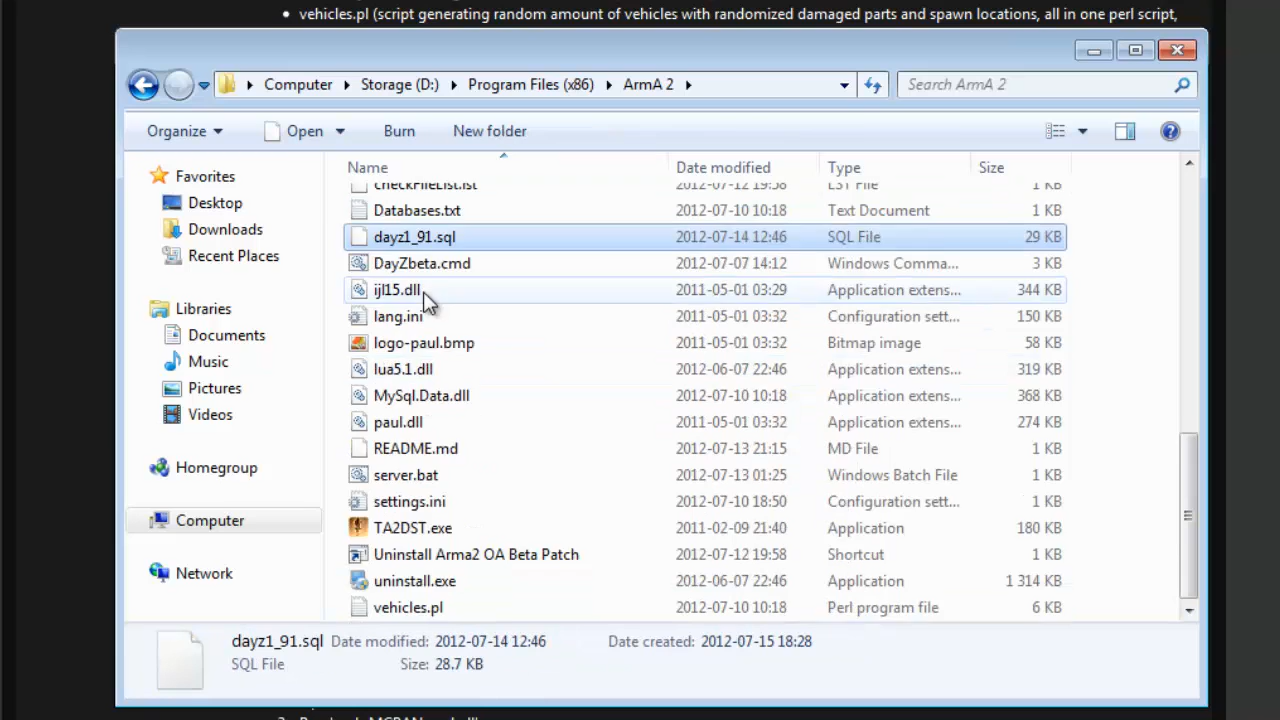 • vehicles.pl (script generating random amount of vehicles with randomized damaged parts and spawn locations, all in one perl script,
Computer Storage (D:) Program Files (x86) ArmA 2 Search ArmA 2
Organize Open Burn New folder
Name Date modified Type Size
Favorites
Desktop
Downloads
Recent Places
Libraries
Documents
Music
Pictures
Videos
Homegroup
Computer
Network
checkFileList.lst 2012-07-12 19:58 LST File 1 KB
Databases.txt 2012-07-10 10:18 Text Document 1 KB
dayz1_91.sql 2012-07-14 12:46 SQL File 29 KB
DayZbeta.cmd 2012-07-07 14:12 Windows Comma... 3 KB
ijl15.dll 2011-05-01 03:29 Application extens... 344 KB
lang.ini 2011-05-01 03:32 Configuration sett... 150 KB
logo-paul.bmp 2011-05-01 03:32 Bitmap image 58 KB
lua5.1.dll 2012-06-07 22:46 Application extens... 319 KB
MySql.Data.dll 2012-07-10 10:18 Application extens... 368 KB
paul.dll 2011-05-01 03:32 Application extens... 274 KB
README.md 2012-07-13 21:15 MD File 1 KB
server.bat 2012-07-13 01:25 Windows Batch File 1 KB
settings.ini 2012-07-10 18:50 Configuration sett... 1 KB
TA2DST.exe 2011-02-09 21:40 Application 180 KB
Uninstall Arma2 OA Beta Patch 2012-07-12 19:58 Shortcut 1 KB
uninstall.exe 2012-06-07 22:46 Application 1 314 KB
vehicles.pl 2012-07-10 10:18 Perl program file 6 KB
dayz1_91.sql Date modified: 2012-07-14 12:46 Date created: 2012-07-15 18:28
SQL File Size: 28.7 KB